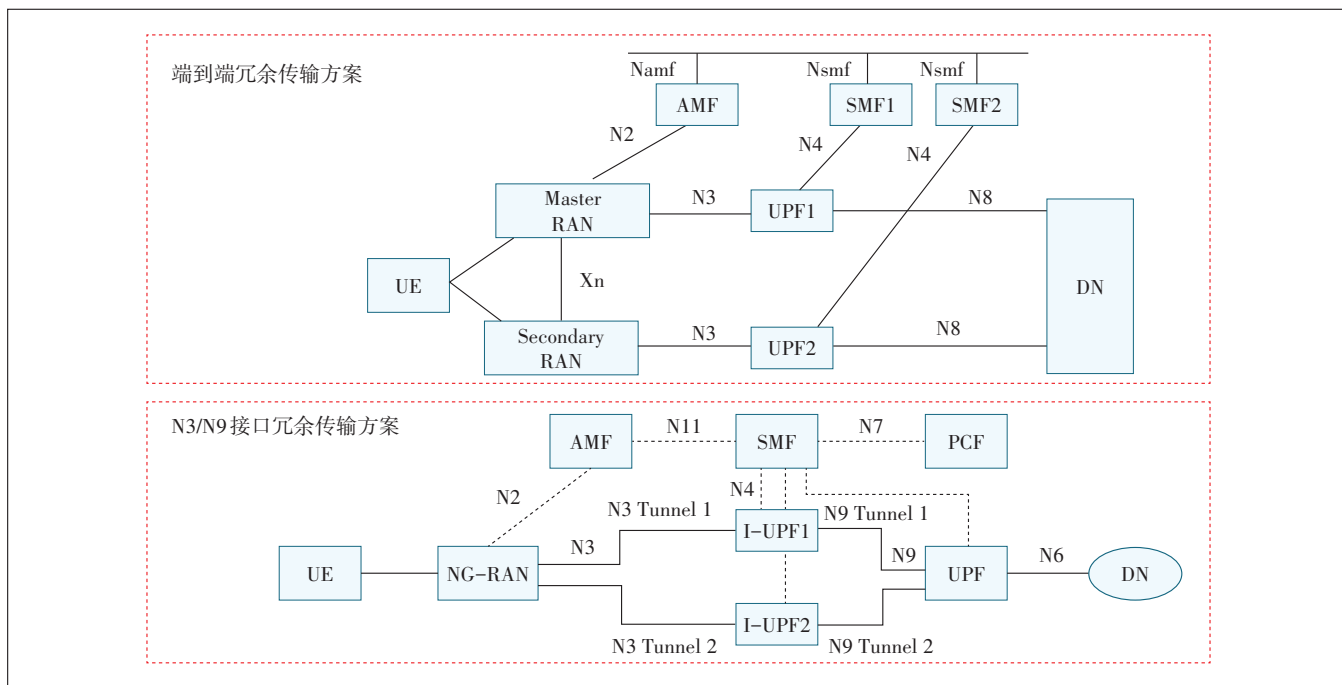 端到端冗余传输方案
Namf
Nsmf
Nsmf
AMF
SMF1
SMF2
N2
N4
N4
Master
RAN
N3
UPF1
N8
UE
Xn
DN
Secondary
RAN
N3
UPF2
N8
N3/N9接口冗余传输方案
AMF
N11
SMF
N7
PCF
N2
N4
N3 Tunnel 1
I-UPF1
N9 Tunnel 1
UE
NG-RAN
N3
N9
UPF
N6
DN
I-UPF2
N3 Tunnel 2
N9 Tunnel 2